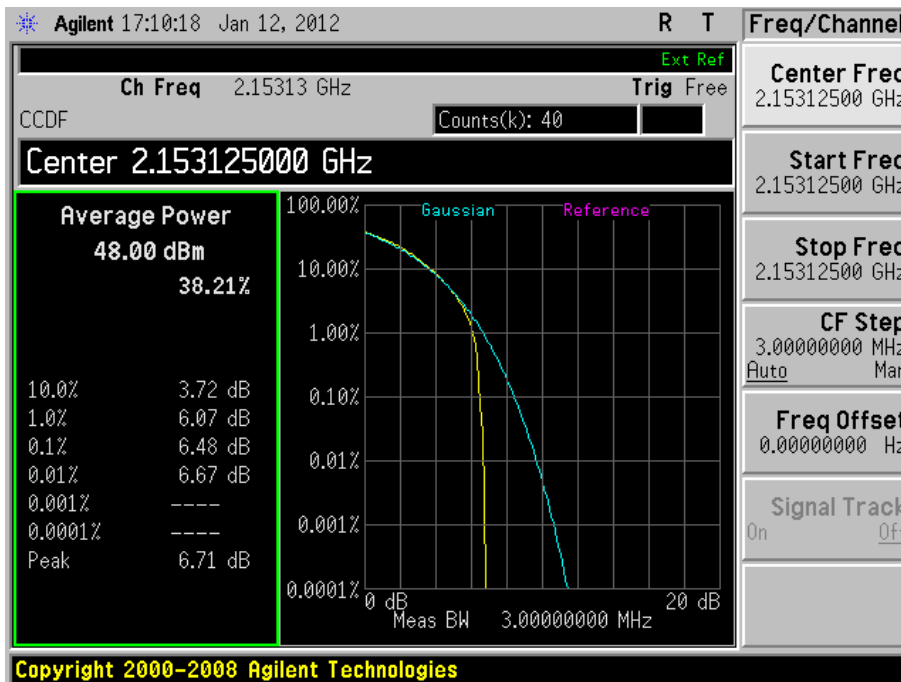 Agilent 17:10:18 Jan 12, 2012 R T
Freq/Channel
Ext Ref
Ch Freq 2.15313 GHz Trig Free
CCDF Counts(k): 40
Center 2.153125000 GHz
Average Power
48.00 dBm
38.21%
10.0% 3.72 dB
1.0% 6.07 dB
0.1% 6.48 dB
0.01% 6.67 dB
0.001% ----
0.0001% ----
Peak 6.71 dB
Gaussian Reference
100.00%
10.00%
1.00%
0.10%
0.01%
0.001%
0.0001%
0 dB 20 dB
Meas BW 3.00000000 MHz
Center Freq
2.15312500 GHz
Start Freq
2.15312500 GHz
Stop Freq
2.15312500 GHz
CF Step
3.00000000 MHz
Auto Man
Freq Offset
0.00000000 Hz
Signal Track
On Off
Copyright 2000-2008 Agilent Technologies